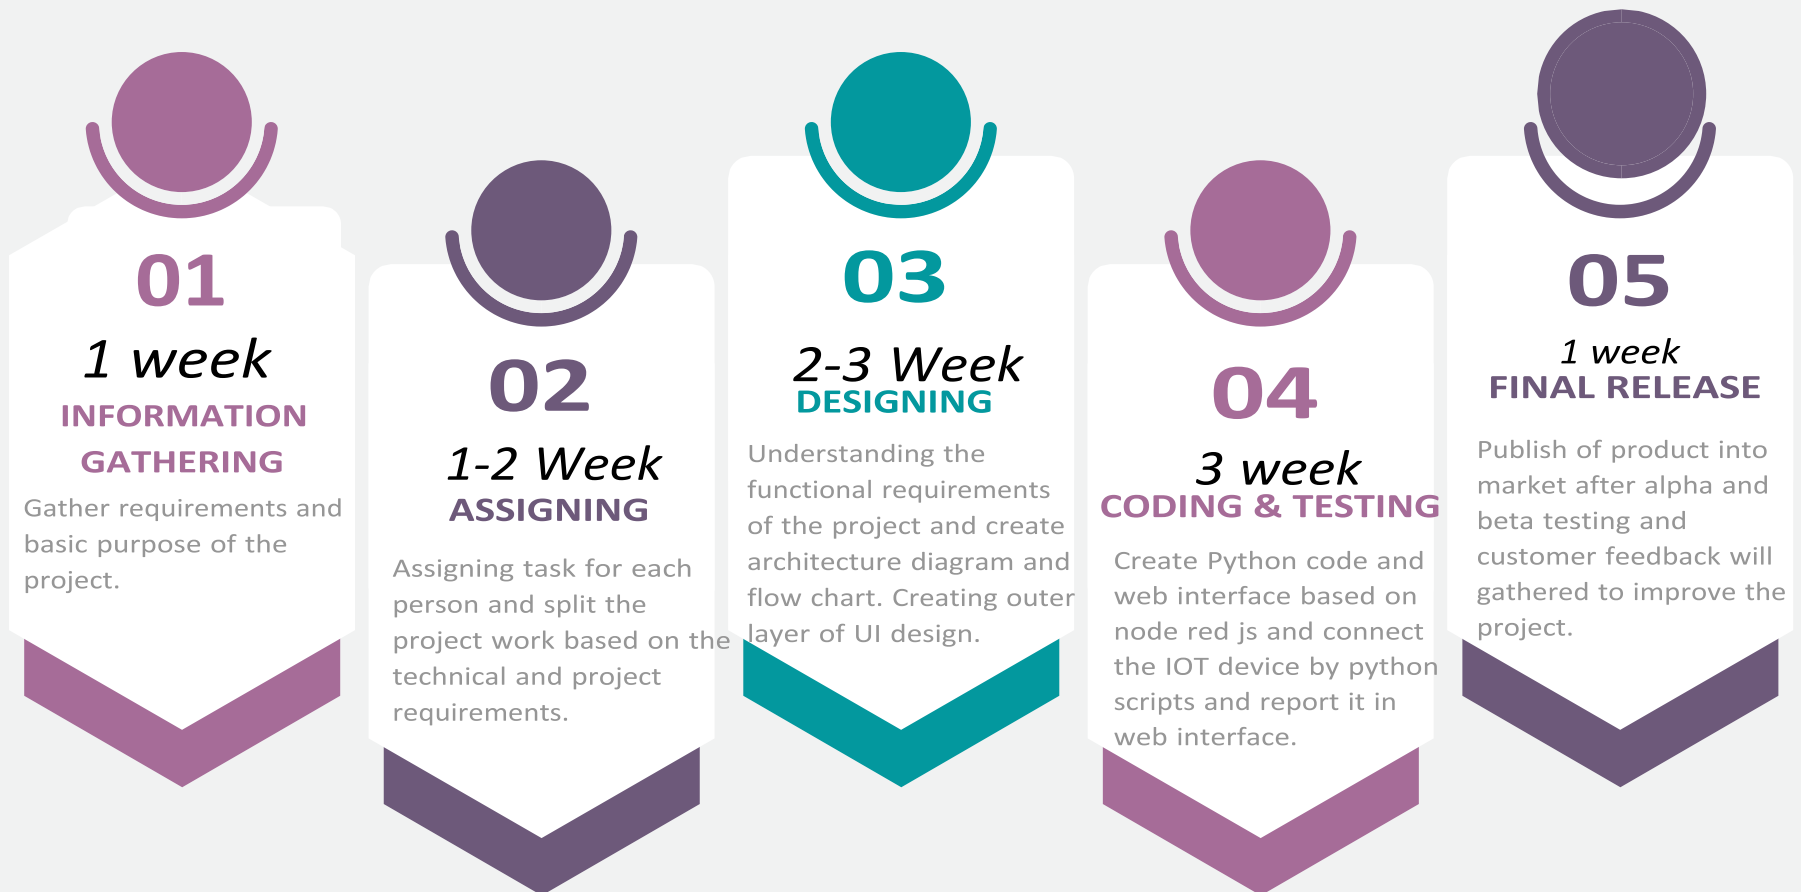 01
1 week
INFORMATION
GATHERING
Gather requirements and
basic purpose of the
project.
02
1-2 Week
ASSIGNING
Assigning task for each
person and split the
project work based on the
technical and project
requirements.
03
2-3 Week
DESIGNING
Understanding the
functional requirements
of the project and create
architecture diagram and
flow chart. Creating outer
layer of UI design.
04
3 week
CODING & TESTING
Create Python code and
web interface based on
node red js and connect
the IOT device by python
scripts and report it in
web interface.
05
1 week
FINAL RELEASE
Publish of product into
market after alpha and
beta testing and
customer feedback will
gathered to improve the
project.